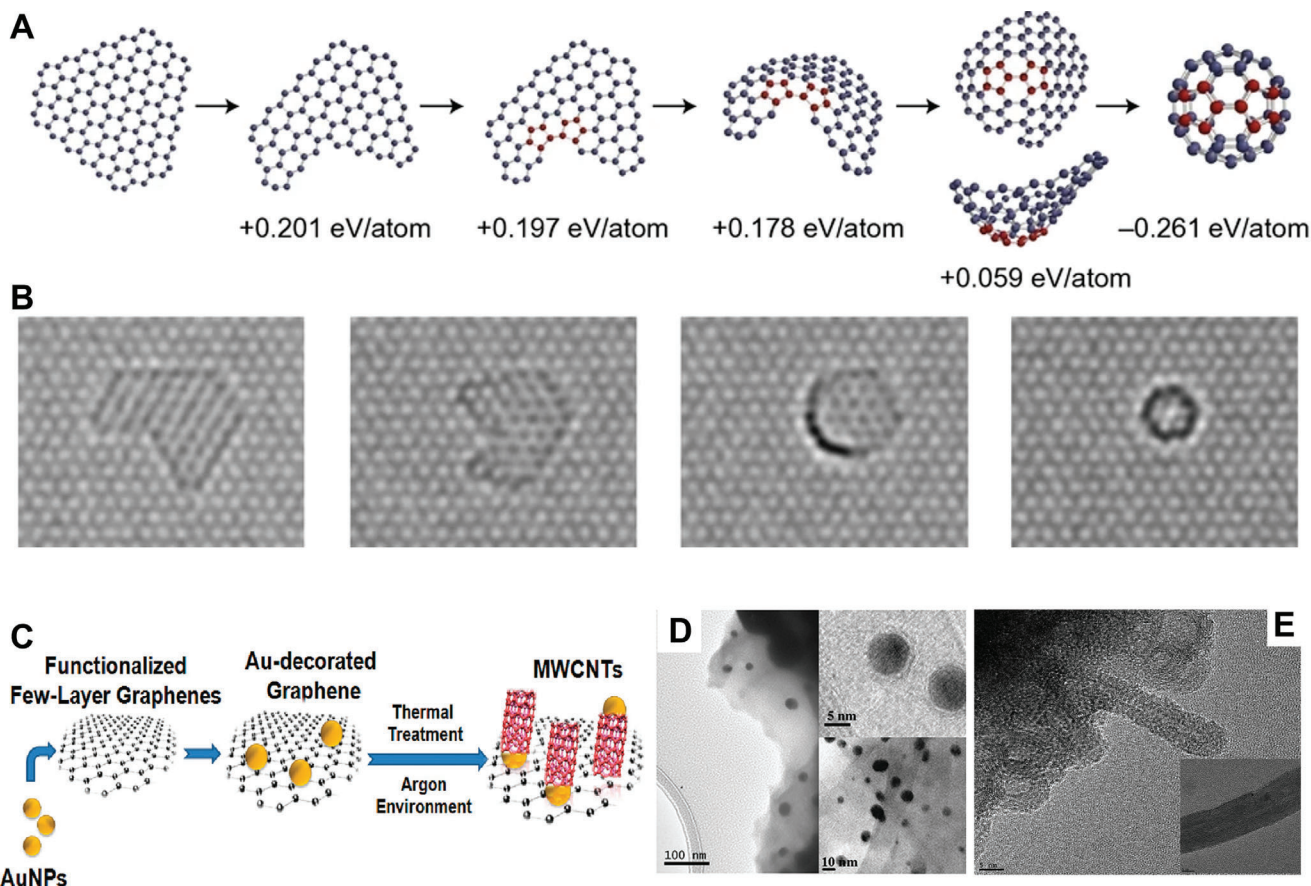 A
+0.201 eV/atom
+0.197 eV/atom
+0.178 eV/atom
+0.059 eV/atom
–0.261 eV/atom
B
C
Functionalized
Few-Layer Graphenes
Au-decorated
Graphene
Thermal
Treatment
Argon
Environment
MWCNTs
AuNPs
D
100 nm
5 nm
10 nm
E
5 nm